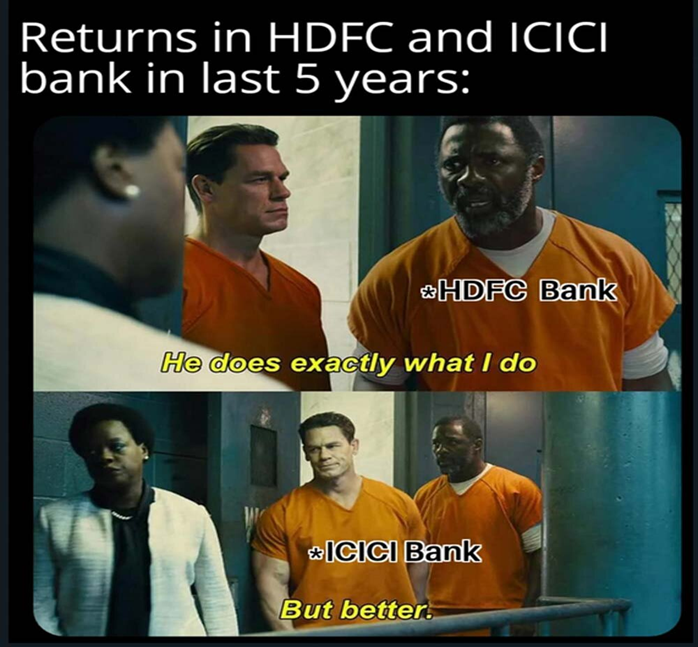 Returns in HDFC and ICICI
bank in last 5 years:
*HDFC Bank
He does exactly what I do
*ICICI Bank
But better.